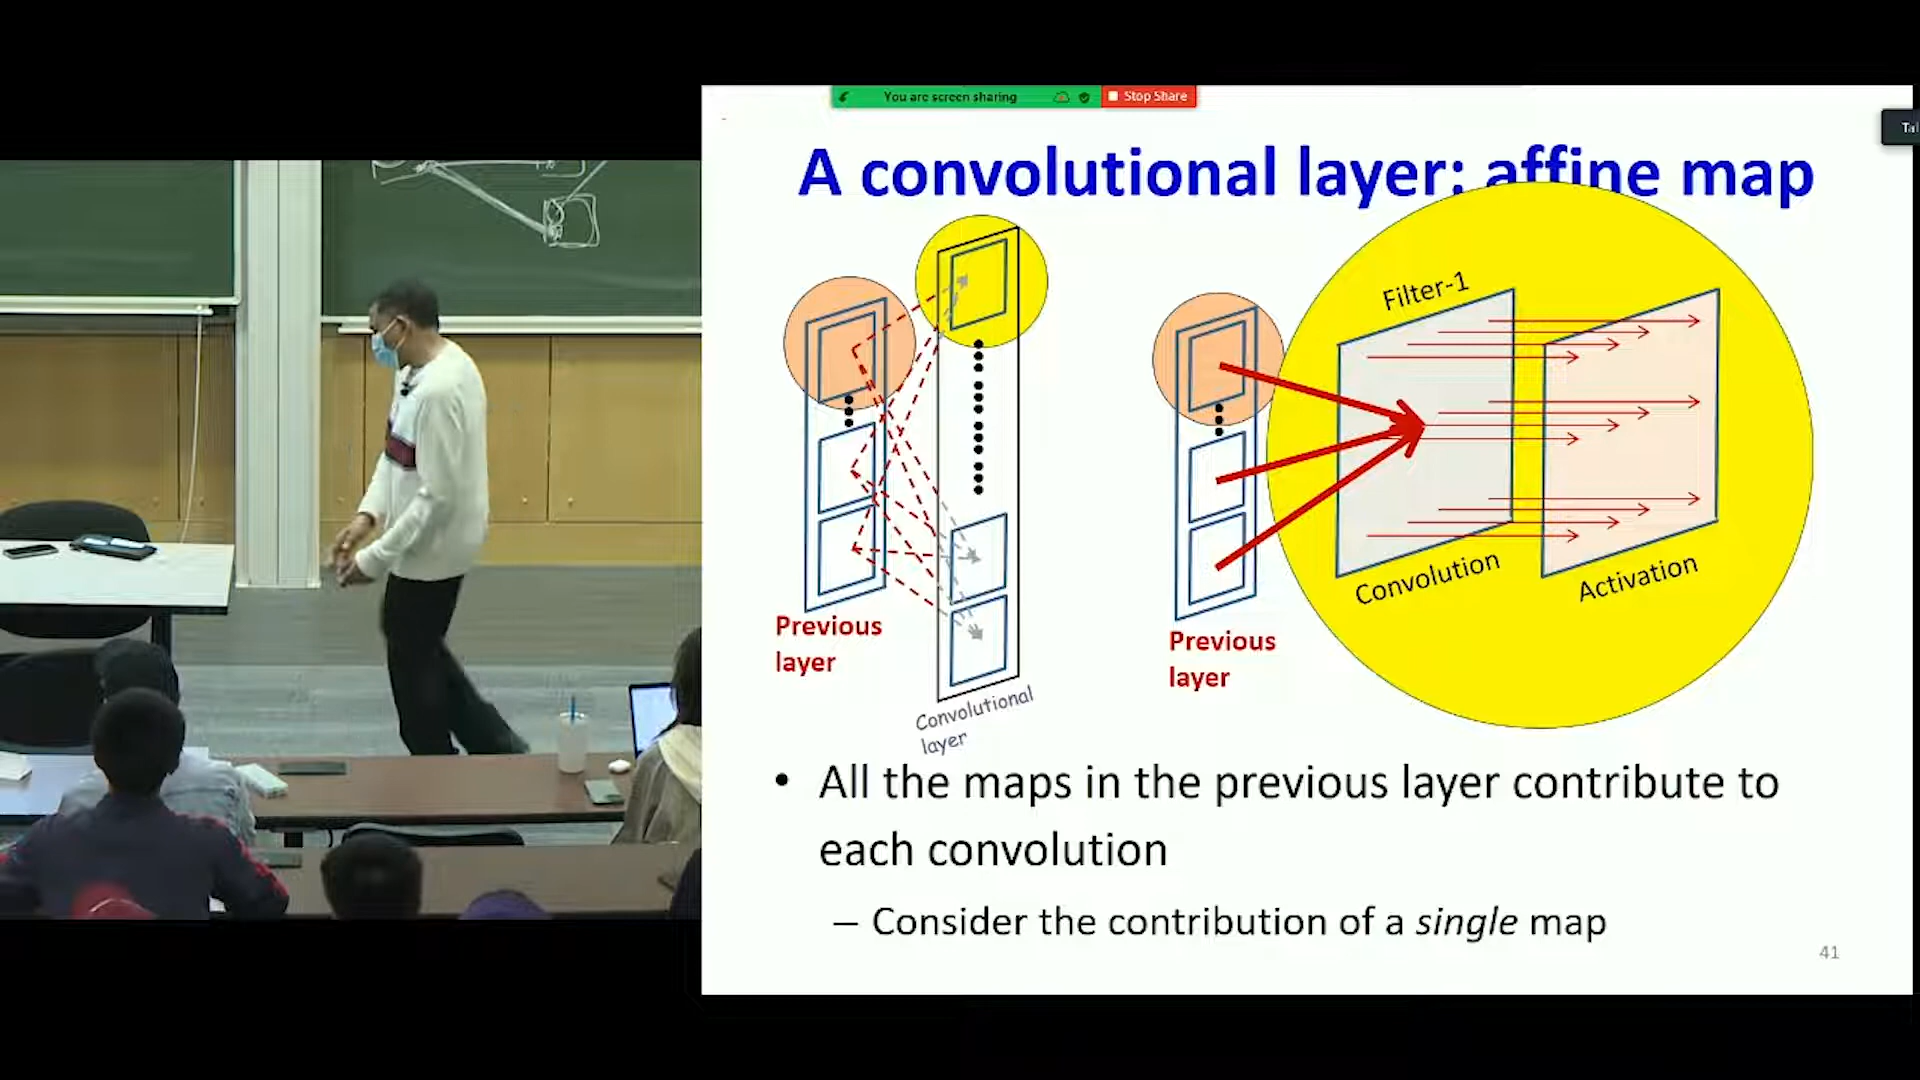 You are screen sharing
Stop Share
Tal
A convolutional layer: affine map
Filter-1
Convolution
Activation
Previous
layer
Convolutional
layer
Previous
layer
• All the maps in the previous layer contribute to
each convolution
– Consider the contribution of a single map
41